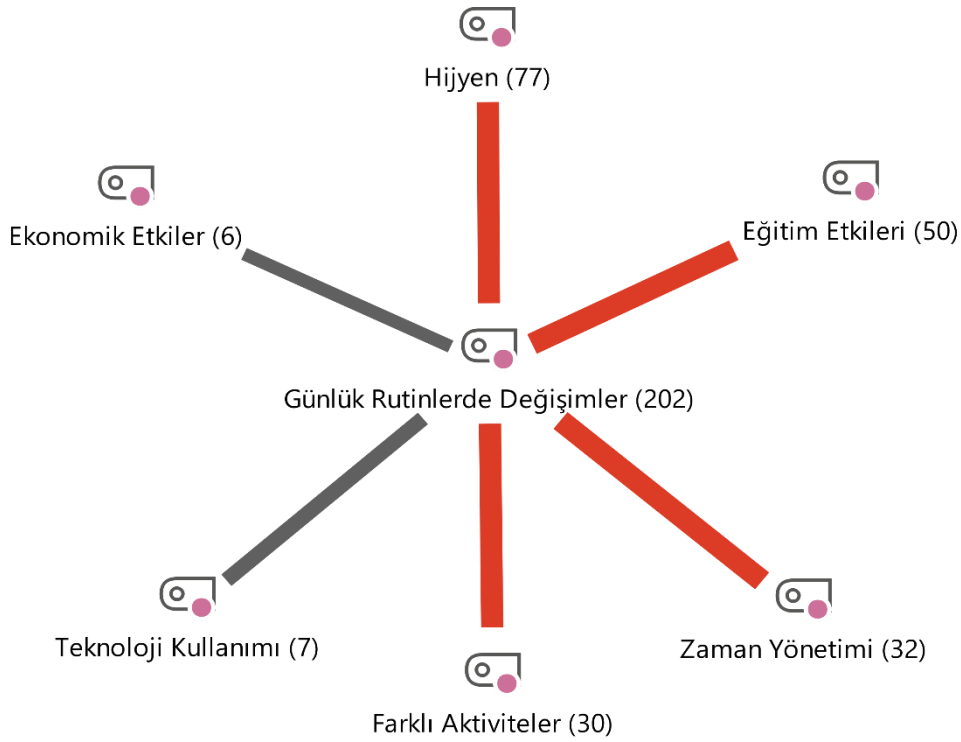 Hijyen (77)
Ekonomik Etkiler (6)
Eğitim Etkileri (50)
Günlük Rutinlerde Değişimler (202)
Teknoloji Kullanımı (7)
Zaman Yönetimi (32)
Farklı Aktiviteler (30)